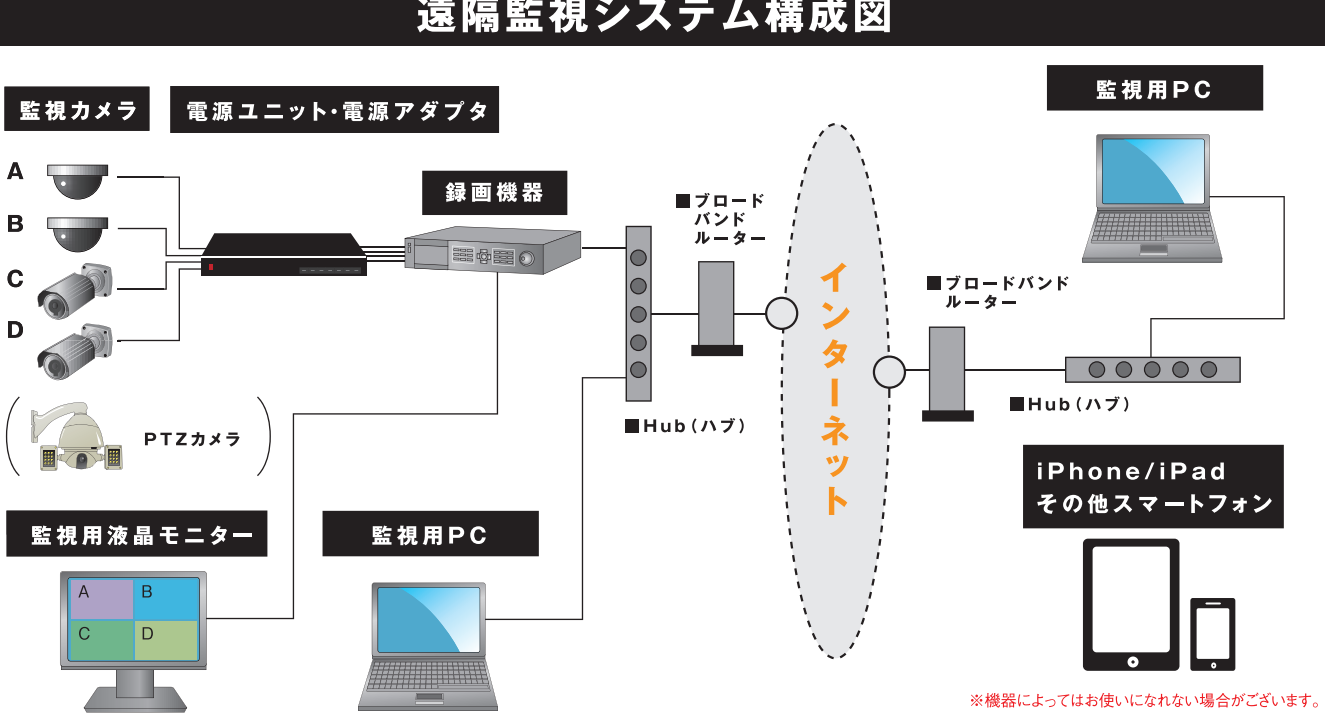 遠隔監視システム構成図
監視カメラ
電源ユニット・電源アダプタ
監視用PC
A
B
C
D
録画機器
■ブロード
バンド
ルーター
インターネット
■ブロードバンド
ルーター
■Hub(ハブ)
■Hub(ハブ)
PTZカメラ
iPhone/iPad
その他スマートフォン
監視用液晶モニター
監視用PC
A
B
C
D
※機器によってはお使いになれない場合がございます。